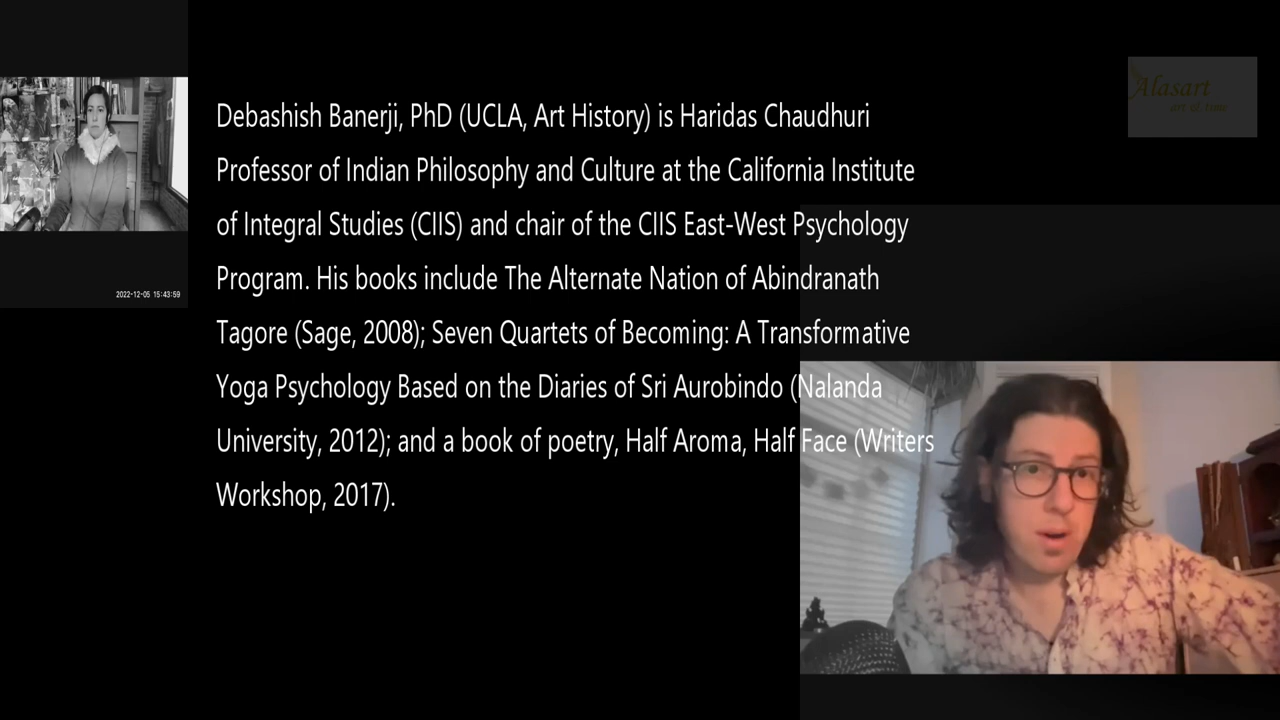 Debashish Banerji, PhD (UCLA, Art History) is Haridas Chaudhuri
Professor of Indian Philosophy and Culture at the California Institute
of Integral Studies (CIIS) and chair of the CIIS East-West Psychology
Program. His books include The Alternate Nation of Abindranath
Tagore (Sage, 2008); Seven Quartets of Becoming: A Transformative
Yoga Psychology Based on the Diaries of Sri Aurobindo (Nalanda
University, 2012); and a book of poetry, Half Aroma, Half Face (Writers
Workshop, 2017).
Alasart
art & time
2022-12-05 15:43:59